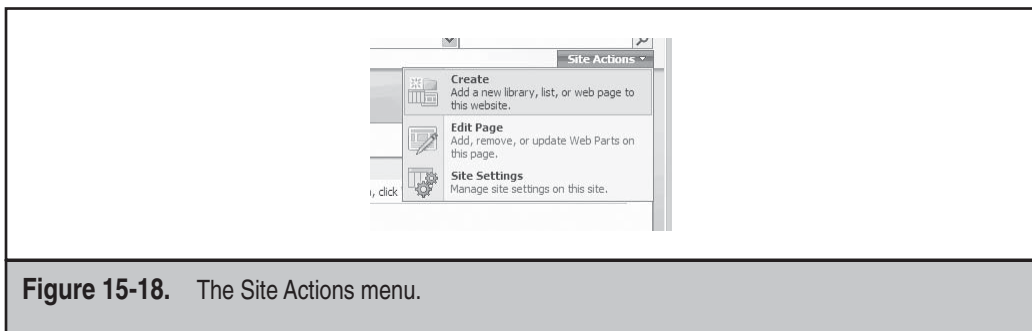 Site Actions
Create
Add a new library, list, or web page to
this website.
Edit Page
Add, remove, or update Web Parts on
this page.
Site Settings
Manage site settings on this site.
, click
Figure 15-18. The Site Actions menu.